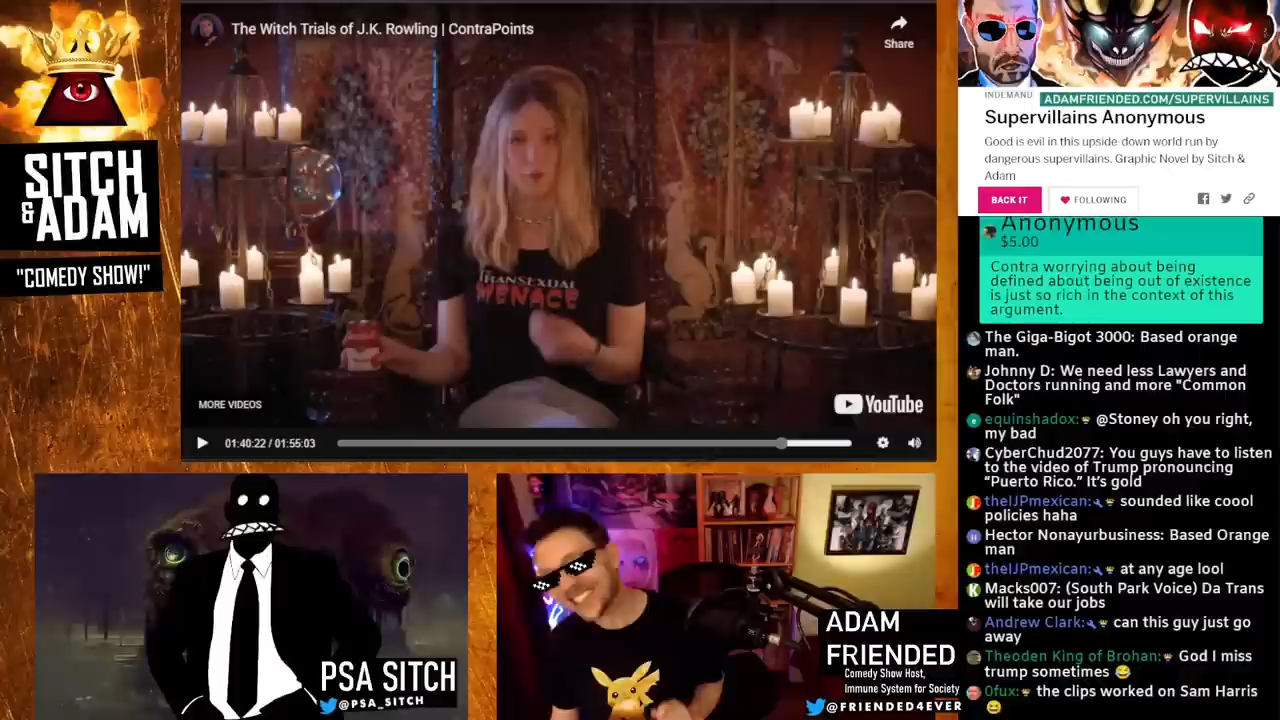 The Witch Trials of J.K. Rowling | ContraPoints
Share
TRANSEXUAL
MENACE
MORE VIDEOS
YouTube
01:40:22 / 01:55:03
SITCH
& ADAM
"COMEDY SHOW!"
PSA SITCH
@PSA_SITCH
ADAM
FRIENDED
Comedy Show Host,
Immune System for Society
@FRIENDED4EVER
INDEMAND
ADAMFRIENDED.COM/SUPERVILLAINS
Supervillains Anonymous
Good is evil in this upside-down world run by
dangerous supervillains. Graphic Novel by Sitch &
Adam
BACK IT
FOLLOWING
Anonymous
$5.00
Contra worrying about being
defined about being out of existence
is just so rich in the context of this
argument.
The Giga-Bigot 3000: Based orange
man.
Johnny D: We need less Lawyers and
Doctors running and more "Common
Folk"
equinshadox: @Stoney oh you right,
my bad
CyberChud2077: You guys have to listen
to the video of Trump pronouncing
“Puerto Rico.” It’s gold
theIJPmexican: sounded like coool
policies haha
Hector Nonayurbusiness: Based Orange
man
theIJPmexican: at any age lool
Macks007: (South Park Voice) Da Trans
will take our jobs
Andrew Clark: can this guy just go
away
Theoden King of Brohan: God I miss
trump sometimes 😂
0fux: the clips worked on Sam Harris
😂